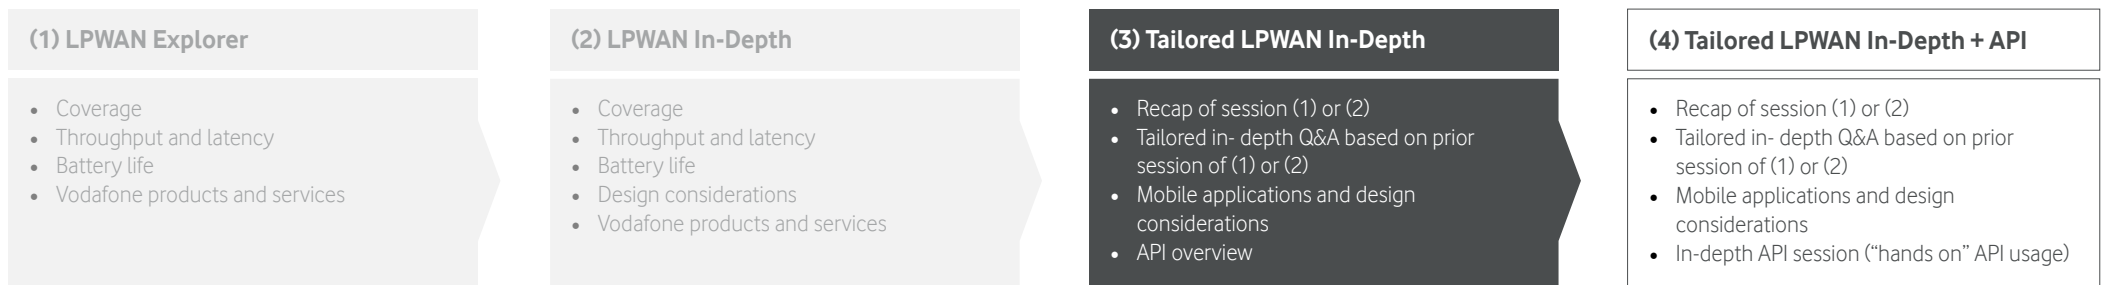 (1) LPWAN Explorer
• Coverage
• Throughput and latency
• Battery life
• Vodafone products and services
(2) LPWAN In-Depth
• Coverage
• Throughput and latency
• Battery life
• Design considerations
• Vodafone products and services
(3) Tailored LPWAN In-Depth
• Recap of session (1) or (2)
• Tailored in- depth Q&A based on prior
session of (1) or (2)
• Mobile applications and design
considerations
• API overview
(4) Tailored LPWAN In-Depth + API
• Recap of session (1) or (2)
• Tailored in- depth Q&A based on prior
session of (1) or (2)
• Mobile applications and design
considerations
• In-depth API session (“hands on” API usage)